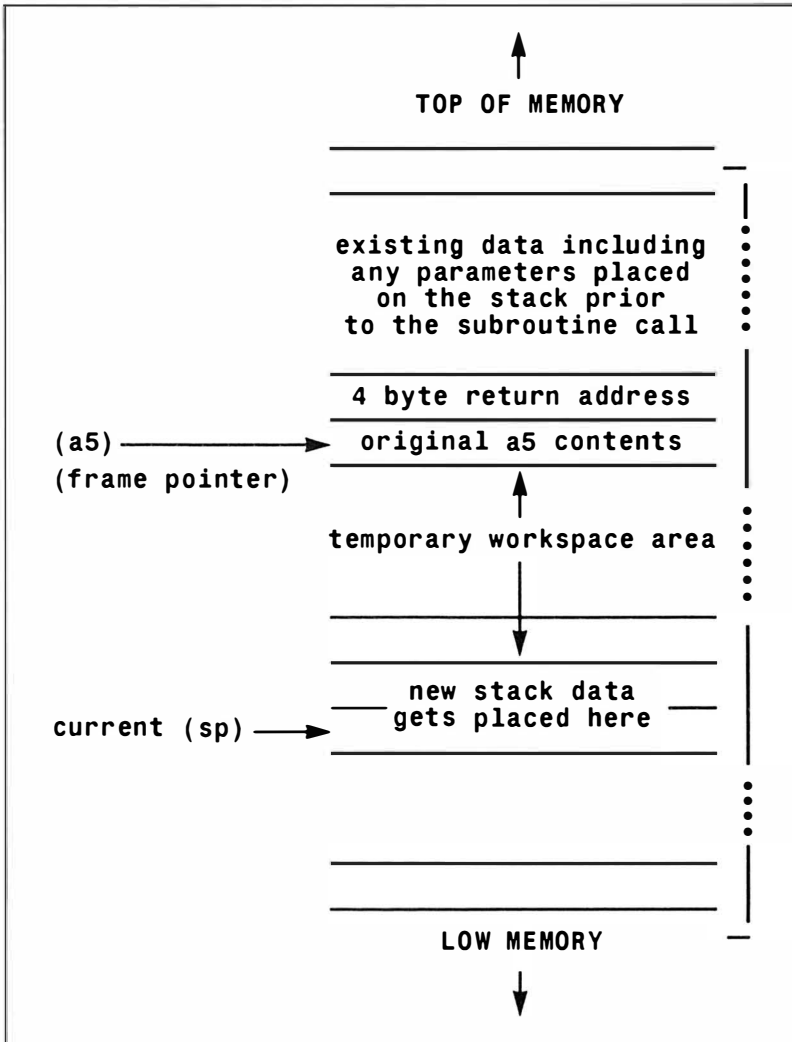 TOP OF MEMORY
existing data including
any parameters placed
on the stack prior
to the subroutine call
4 byte return address
(a5)
original a5 contents
(frame pointer)
temporary workspace area
new stack data
gets placed here
current (sp)
LOW MEMORY